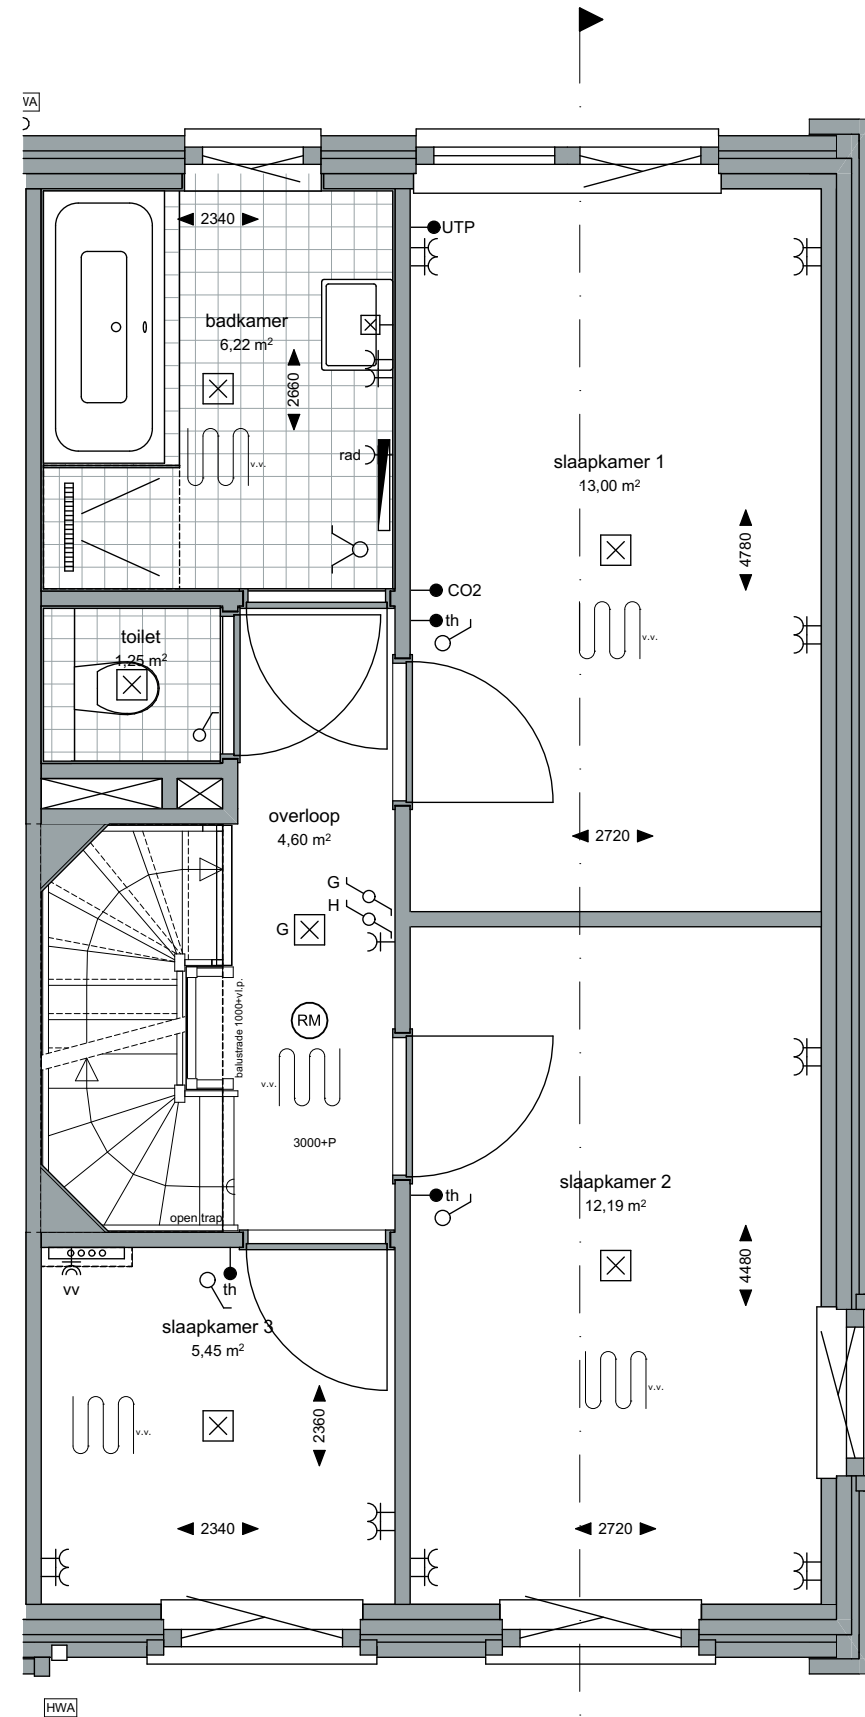 WA
2340
UTP
badkamer
6,22 m²
2660
rad
v.v.
slaapkamer 1
13,00 m²
4780
CO2
th
v.v.
toilet
1,25 m²
overloop
4,60 m²
2720
G
H
G
balustrade 1000+vl.p.
RM
v.v.
3000+P
open trap
th
slaapkamer 2
12,19 m²
4480
vv
th
slaapkamer 3
5,45 m²
v.v.
2360
v.v.
2340
2720
HWA